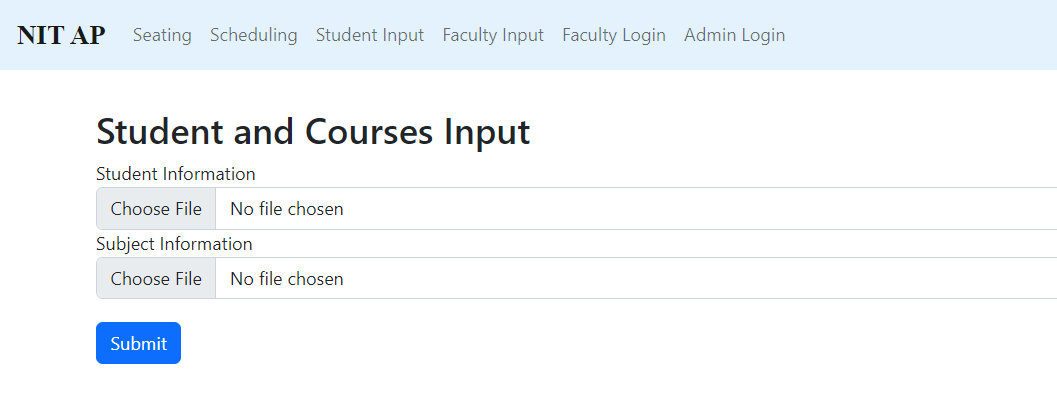 NIT AP Seating Scheduling Student Input Faculty Input Faculty Login Admin Login
Student and Courses Input
Student Information
Choose File No file chosen
Subject Information
Choose File No file chosen
Submit